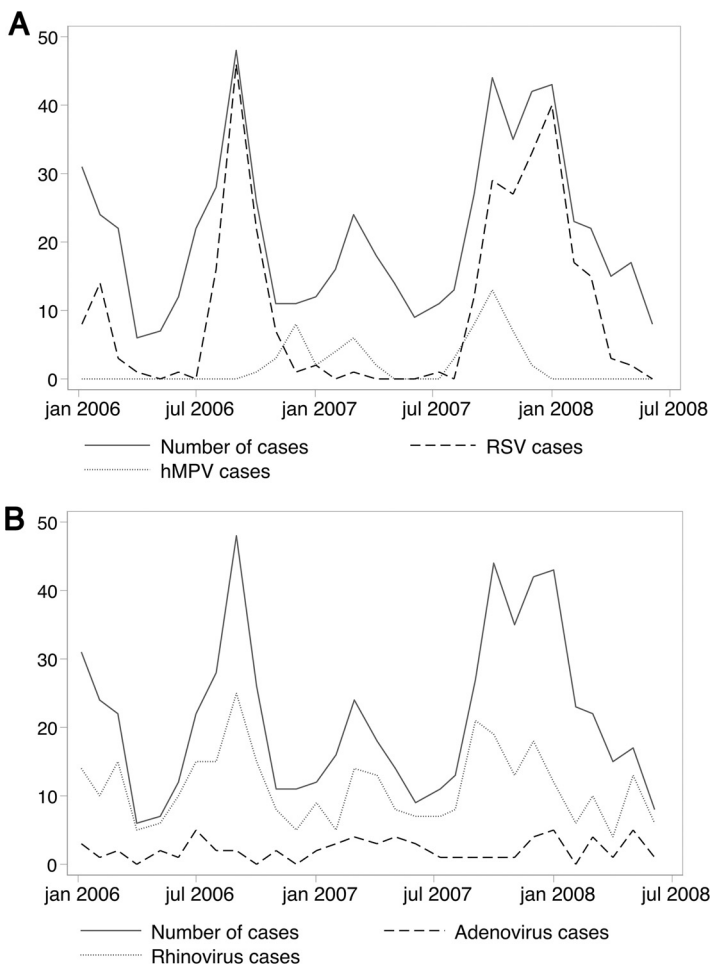 A
50
40
30
20
10
0
jan 2006 jul 2006 jan 2007 jul 2007 jan 2008 jul 2008
Number of cases RSV cases
hMPV cases
B
50
40
30
20
10
0
jan 2006 jul 2006 jan 2007 jul 2007 jan 2008 jul 2008
Number of cases Adenovirus cases
Rhinovirus cases